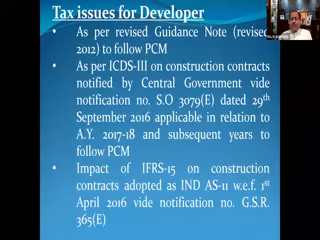 Tax issues for Developer
• As per revised Guidance Note (revised
2012) to follow PCM
• As per ICDS-III on construction contracts
notified by Central Government vide
notification no. S.O 3079(E) dated 29th
September 2016 applicable in relation to
A.Y. 2017-18 and subsequent years to
follow PCM
• Impact of IFRS-15 on construction
contracts adopted as IND AS-11 w.e.f. 1st
April 2016 vide notification no. G.S.R.
365(E)